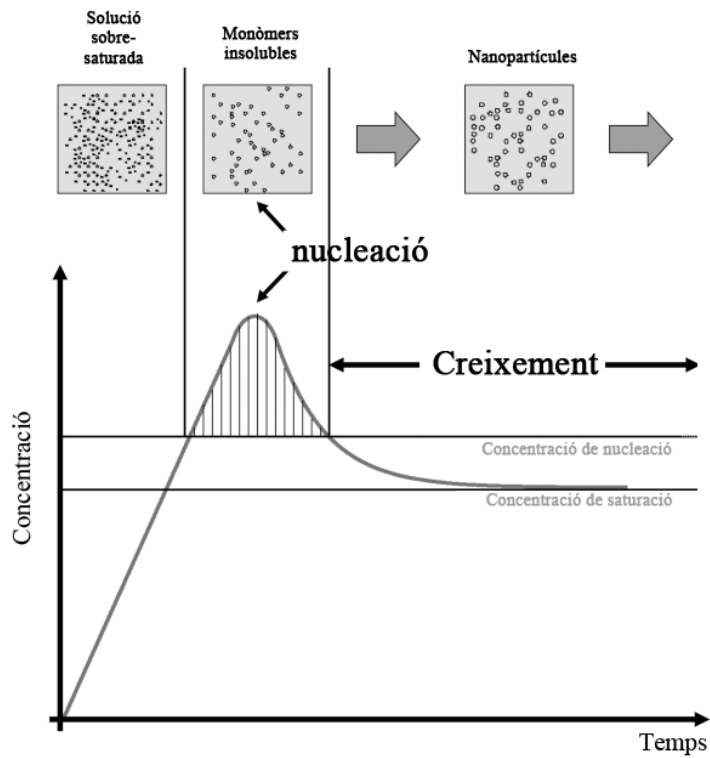 Solució
sobre-
saturada
Monòmers
insolubles
Nanopartícules
nucleació
Creixement
Concentració de nucleació
Concentració de saturació
Concentració
Temps